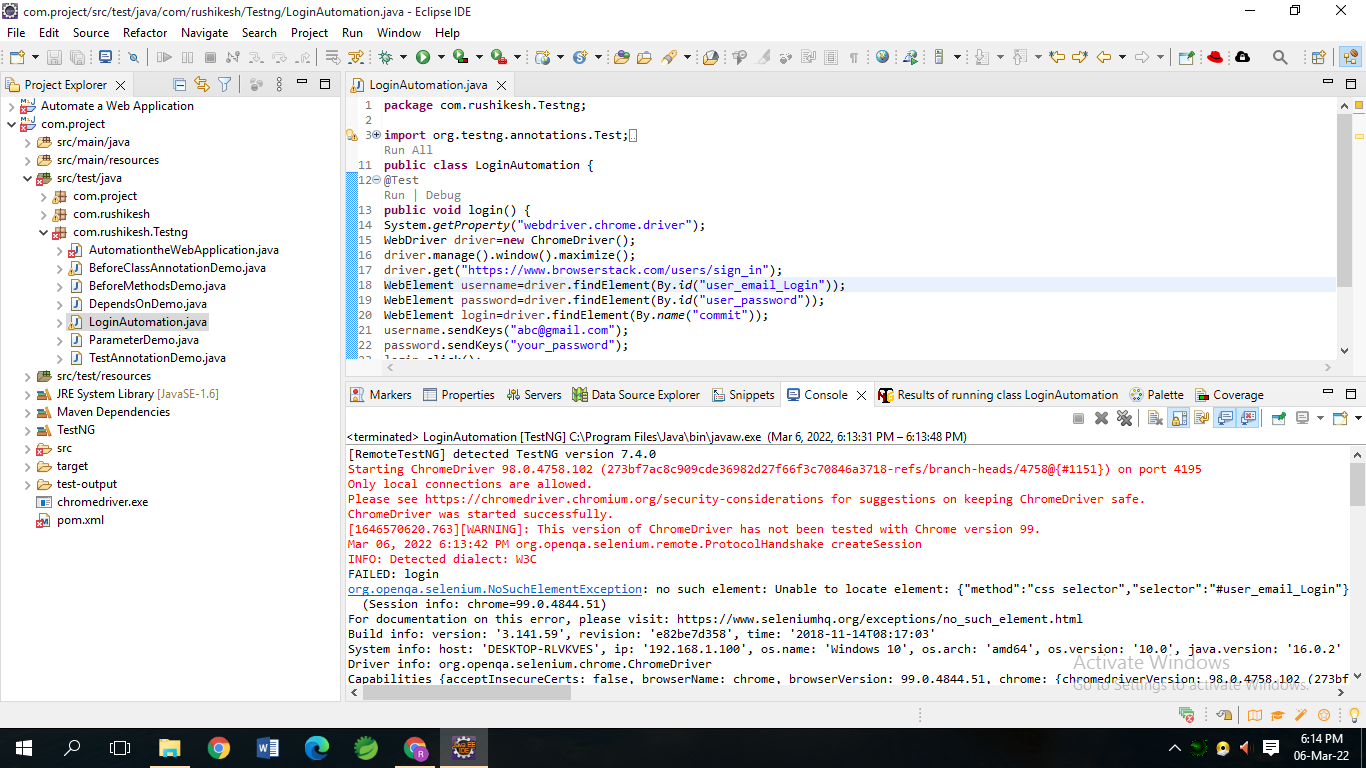 com.project/src/test/java/com/rushikesh/Testng/LoginAutomation.java - Eclipse IDE
File Edit Source Refactor Navigate Search Project Run Window Help
Project Explorer
Automate a Web Application
com.project
src/main/java
src/main/resources
src/test/java
com.project
com.rushikesh
com.rushikesh.Testng
AutomationtheWebApplication.java
BeforeClassAnnotationDemo.java
BeforeMethodsDemo.java
DependsOnDemo.java
LoginAutomation.java
ParameterDemo.java
TestAnnotationDemo.java
src/test/resources
JRE System Library [JavaSE-1.6]
Maven Dependencies
TestNG
src
target
test-output
chromedriver.exe
pom.xml
LoginAutomation.java
1 package com.rushikesh.Testng;
2
3 import org.testng.annotations.Test;
Run All
11 public class LoginAutomation {
12 @Test
Run | Debug
13 public void login() {
14 System.getProperty("webdriver.chrome.driver");
15 WebDriver driver=new ChromeDriver();
16 driver.manage().window().maximize();
17 driver.get("https://www.browserstack.com/users/sign_in");
18 WebElement username=driver.findElement(By.id("user_email_Login"));
19 WebElement password=driver.findElement(By.id("user_password"));
20 WebElement login=driver.findElement(By.name("commit"));
21 username.sendKeys("abc@gmail.com");
22 password.sendKeys("your_password");
23 login.click();
Markers Properties Servers Data Source Explorer Snippets Console Results of running class LoginAutomation Palette Coverage
<terminated> LoginAutomation [TestNG] C:\Program Files\Java\bin\javaw.exe (Mar 6, 2022, 6:13:31 PM – 6:13:48 PM)
[RemoteTestNG] detected TestNG version 7.4.0
Starting ChromeDriver 98.0.4758.102 (273bf7ac8c909cde36982d27f66f3c70846a3718-refs/branch-heads/4758@{#1151}) on port 4195
Only local connections are allowed.
Please see https://chromedriver.chromium.org/security-considerations for suggestions on keeping ChromeDriver safe.
ChromeDriver was started successfully.
[1646570620.763][WARNING]: This version of ChromeDriver has not been tested with Chrome version 99.
Mar 06, 2022 6:13:42 PM org.openqa.selenium.remote.ProtocolHandshake createSession
INFO: Detected dialect: W3C
FAILED: login
org.openqa.selenium.NoSuchElementException: no such element: Unable to locate element: {"method":"css selector","selector":"#user_email_Login"}
(Session info: chrome=99.0.4844.51)
For documentation on this error, please visit: https://www.seleniumhq.org/exceptions/no_such_element.html
Build info: version: '3.141.59', revision: 'e82be7d358', time: '2018-11-14T08:17:03'
System info: host: 'DESKTOP-RLVKVES', ip: '192.168.1.100', os.name: 'Windows 10', os.arch: 'amd64', os.version: '10.0', java.version: '16.0.2'
Driver info: org.openqa.selenium.chrome.ChromeDriver
Capabilities {acceptInsecureCerts: false, browserName: chrome, browserVersion: 99.0.4844.51, chrome: {chromedriverVersion: 98.0.4758.102 (273bf
Activate Windows
Go to Settings to activate Windows.
6:14 PM
06-Mar-22